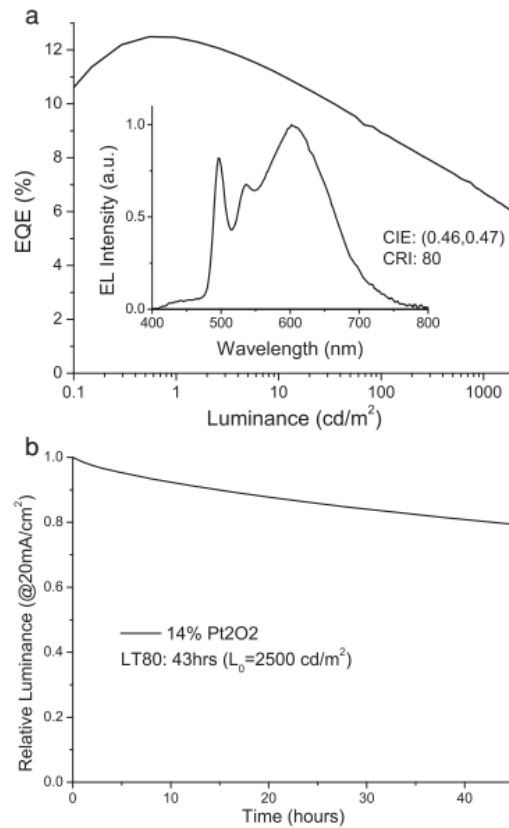 a
12
10
8
6
4
2
0
EQE (%)
0.1
1
10
100
1000
Luminance (cd/m²)
1.0
0.5
0.0
EL Intensity (a.u.)
400
500
600
700
800
Wavelength (nm)
CIE: (0.46,0.47)
CRI: 80
b
1.0
0.8
0.6
0.4
0.2
0.0
Relative Luminance (@20mA/cm²)
14% Pt2O2
LT80: 43hrs (L₀=2500 cd/m²)
0
10
20
30
40
Time (hours)